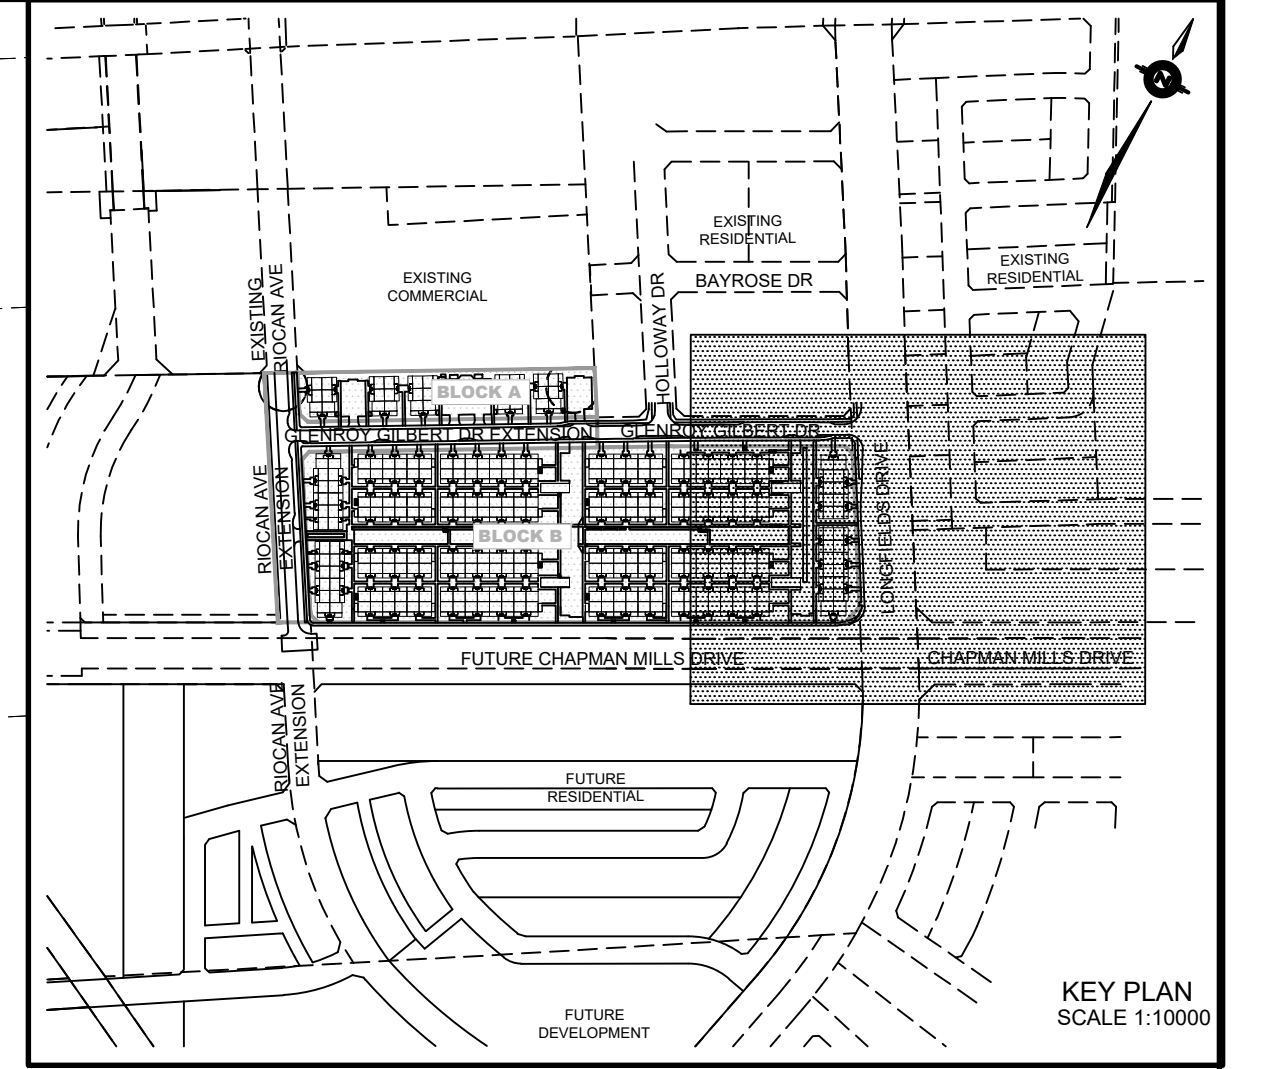 N
EXISTING
RESIDENTIAL
EXISTING
RESIDENTIAL
EXISTING
COMMERCIAL
BAYROSE DR
HOLLOWAY DR
EXISTING
RIOCAN AVE
BLOCK A
GLENROY GILBERT DR EXTENSION
GLENROY GILBERT DR
RIOCAN AVE
EXTENSION
BLOCK B
LONGFIELDS DRIVE
FUTURE CHAPMAN MILLS DRIVE
CHAPMAN MILLS DRIVE
RIOCAN AVE
EXTENSION
FUTURE
RESIDENTIAL
FUTURE
DEVELOPMENT
KEY PLAN
SCALE 1:10000